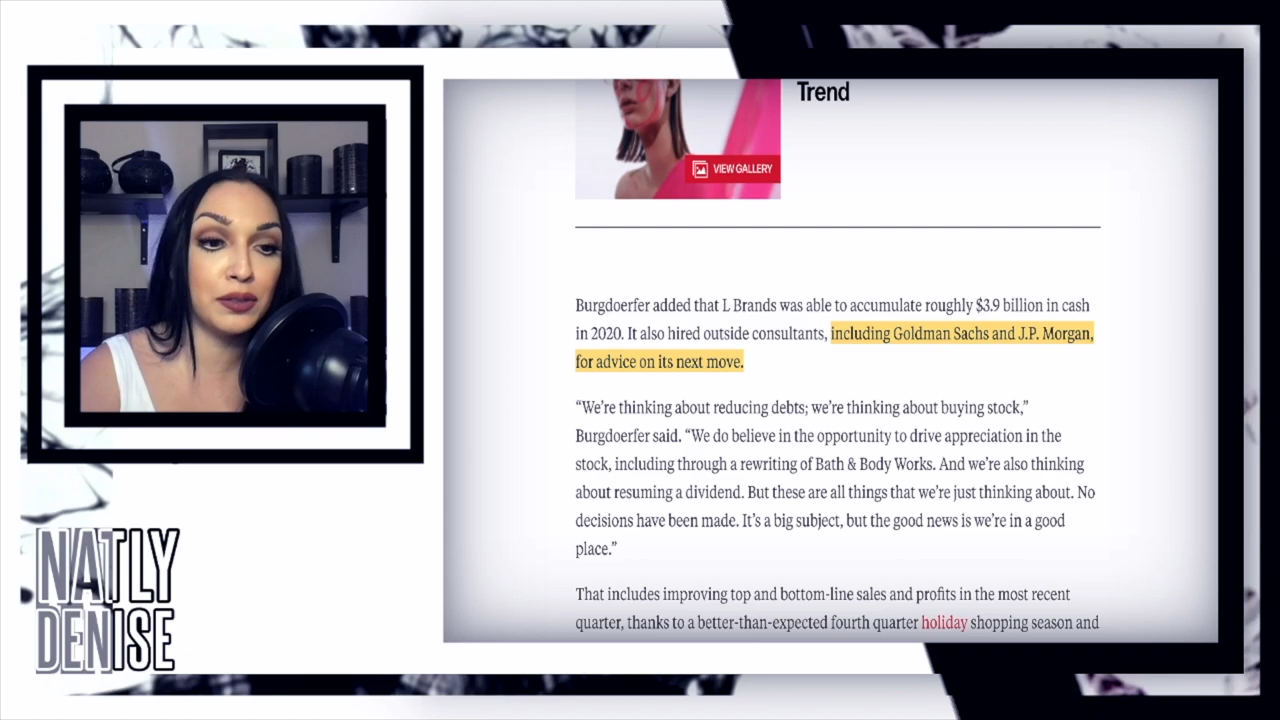 Trend
VIEW GALLERY
Burgdoerfer added that L Brands was able to accumulate roughly $3.9 billion in cash
in 2020. It also hired outside consultants, including Goldman Sachs and J.P. Morgan,
for advice on its next move.
“We’re thinking about reducing debts; we’re thinking about buying stock,”
Burgdoerfer said. “We do believe in the opportunity to drive appreciation in the
stock, including through a rewriting of Bath & Body Works. And we’re also thinking
about resuming a dividend. But these are all things that we’re just thinking about. No
decisions have been made. It’s a big subject, but the good news is we’re in a good
place.”
That includes improving top and bottom-line sales and profits in the most recent
quarter, thanks to a better-than-expected fourth quarter holiday shopping season and
NATLY
DENISE